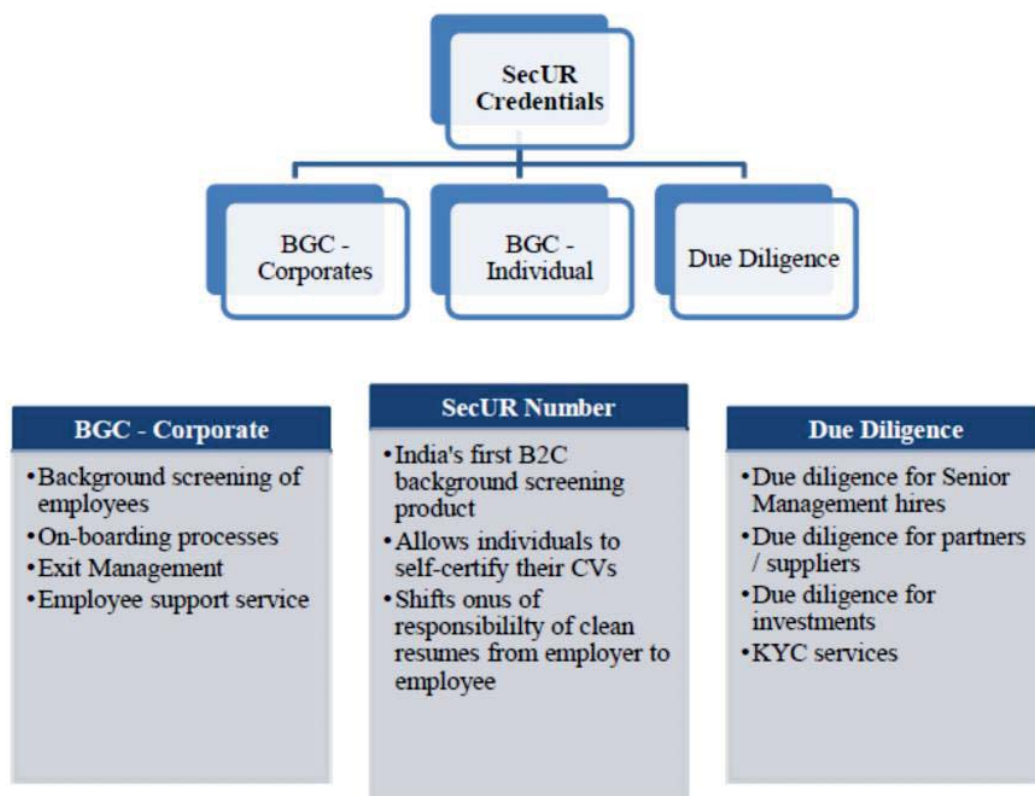 SecUR
Credentials
BGC -
Corporates
BGC -
Individual
Due Diligence
BGC - Corporate
•Background screening of
employees
•On-boarding processes
•Exit Management
•Employee support service
SecUR Number
•India's first B2C
background screening
product
•Allows individuals to
self-certify their CVs
•Shifts onus of
responsibililty of clean
resumes from employer to
employee
Due Diligence
•Due diligence for Senior
Management hires
•Due diligence for partners
/ suppliers
•Due diligence for
investments
•KYC services